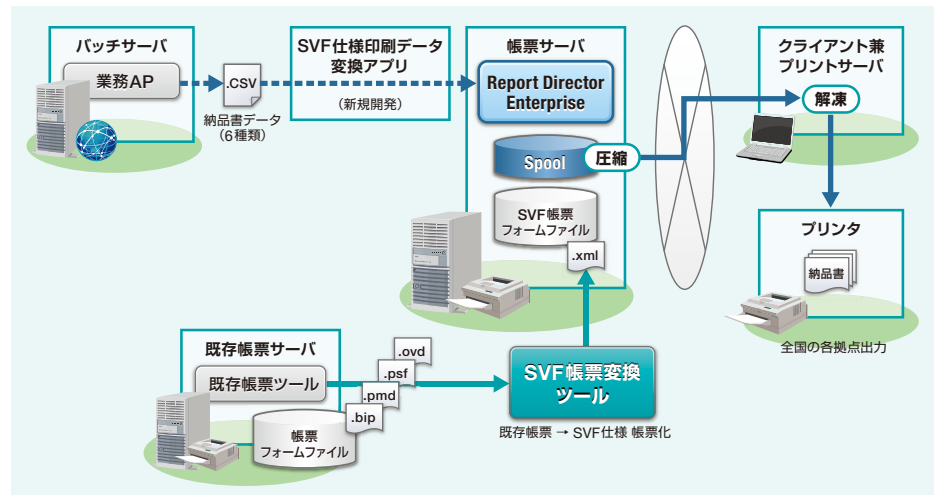 バッチサーバ
業務AP
.CSV
納品書データ
（6種類）
SVF仕様印刷データ
変換アプリ
（新規開発）
帳票サーバ
Report Director
Enterprise
Spool
圧縮
SVF帳票
フォームファイル
.xml
クライアント兼
プリントサーバ
解凍
プリンタ
納品書
全国の各拠点出力
既存帳票サーバ
既存帳票ツール
帳票
フォームファイル
.ovd
.psf
.pmd
.bip
SVF帳票変換
ツール
既存帳票 → SVF仕様 帳票化